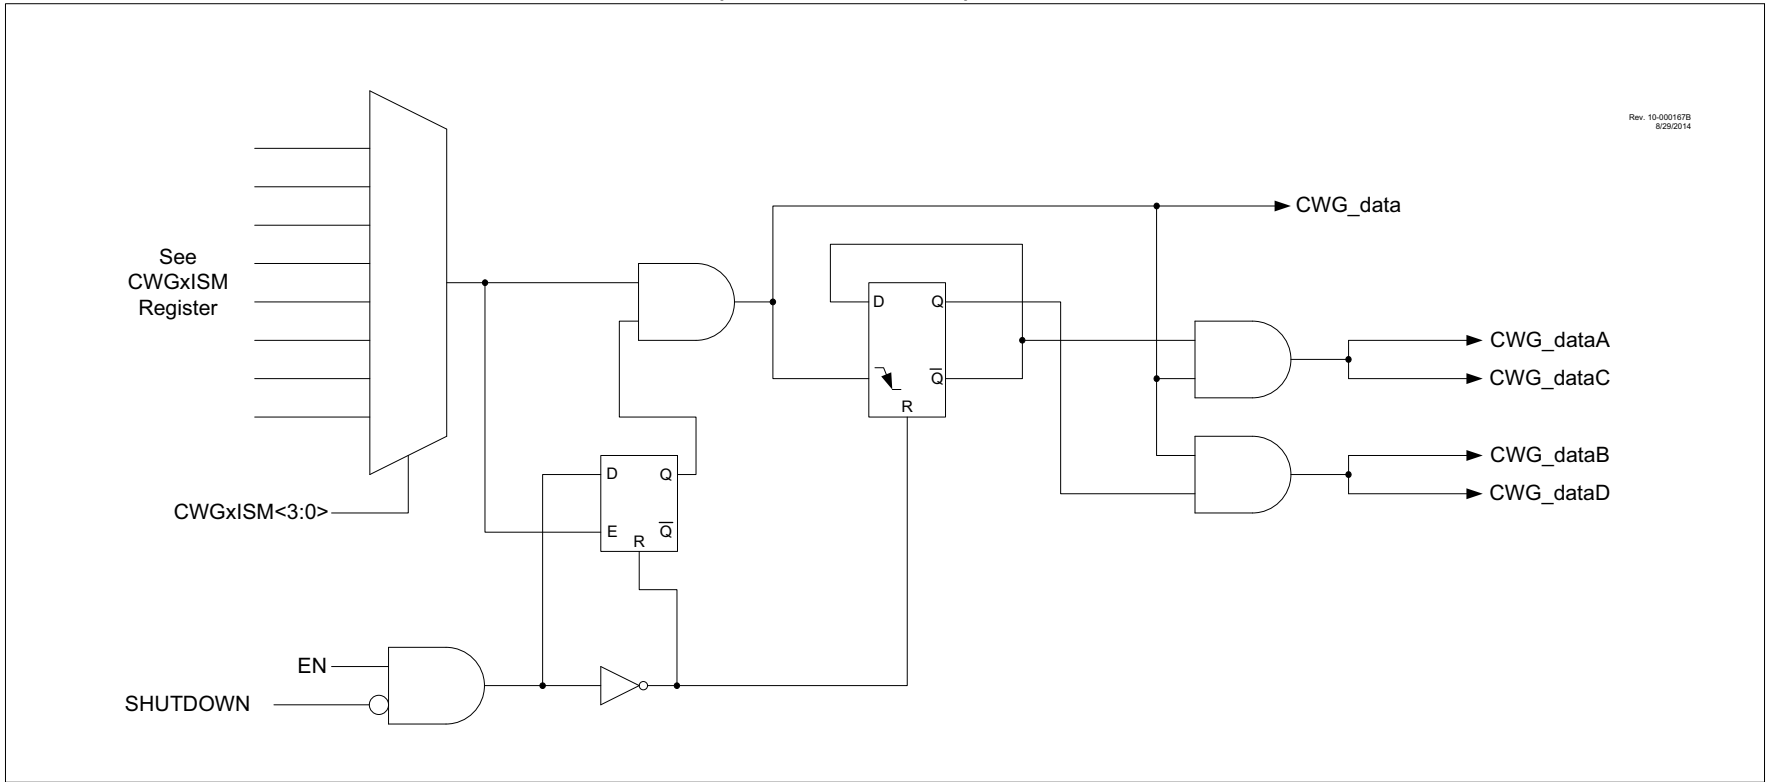 Rev. 10-000167B
8/29/2014
CWG_data
See
CWGxISM
Register
D
Q
Q̅
R
CWG_dataA
CWG_dataC
CWG_dataB
CWG_dataD
D
Q
E
Q̅
R
CWGxISM<3:0>
EN
SHUTDOWN